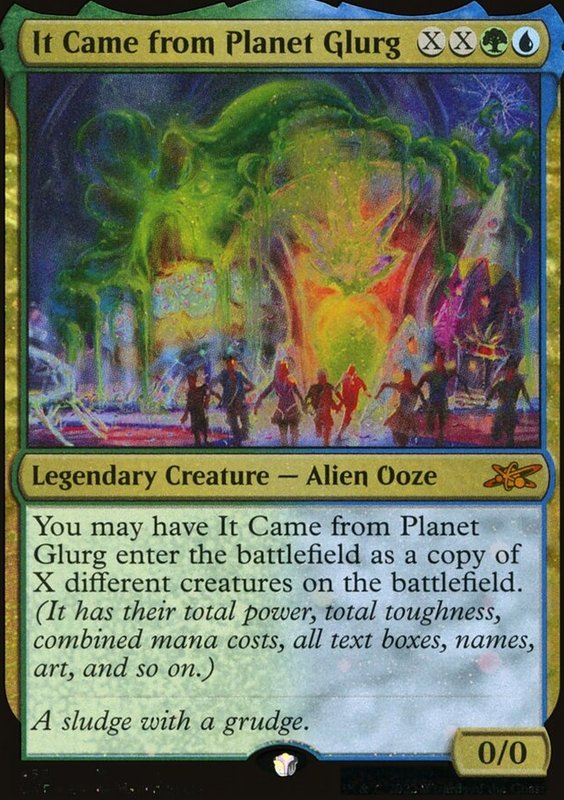 It Came from Planet Glurg XX
Legendary Creature — Alien Ooze
You may have It Came from Planet
Glurg enter the battlefield as a copy of
X different creatures on the battlefield.
(It has their total power, total toughness,
combined mana costs, all text boxes, names,
art, and so on.)
A sludge with a grudge.
0/0